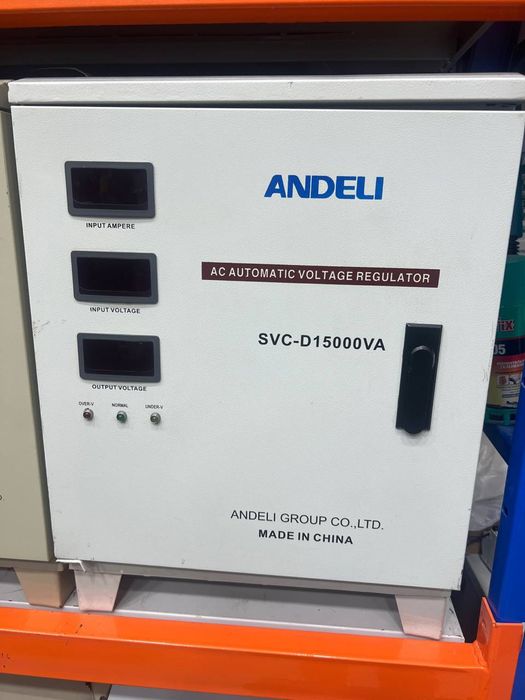 ANDELI
INPUT AMPERE
AC AUTOMATIC VOLTAGE REGULATOR
INPUT VOLTAGE
SVC-D15000VA
OUTPUT VOLTAGE
OVER-V NORMAL UNDER-V
ANDELI GROUP CO.,LTD.
MADE IN CHINA